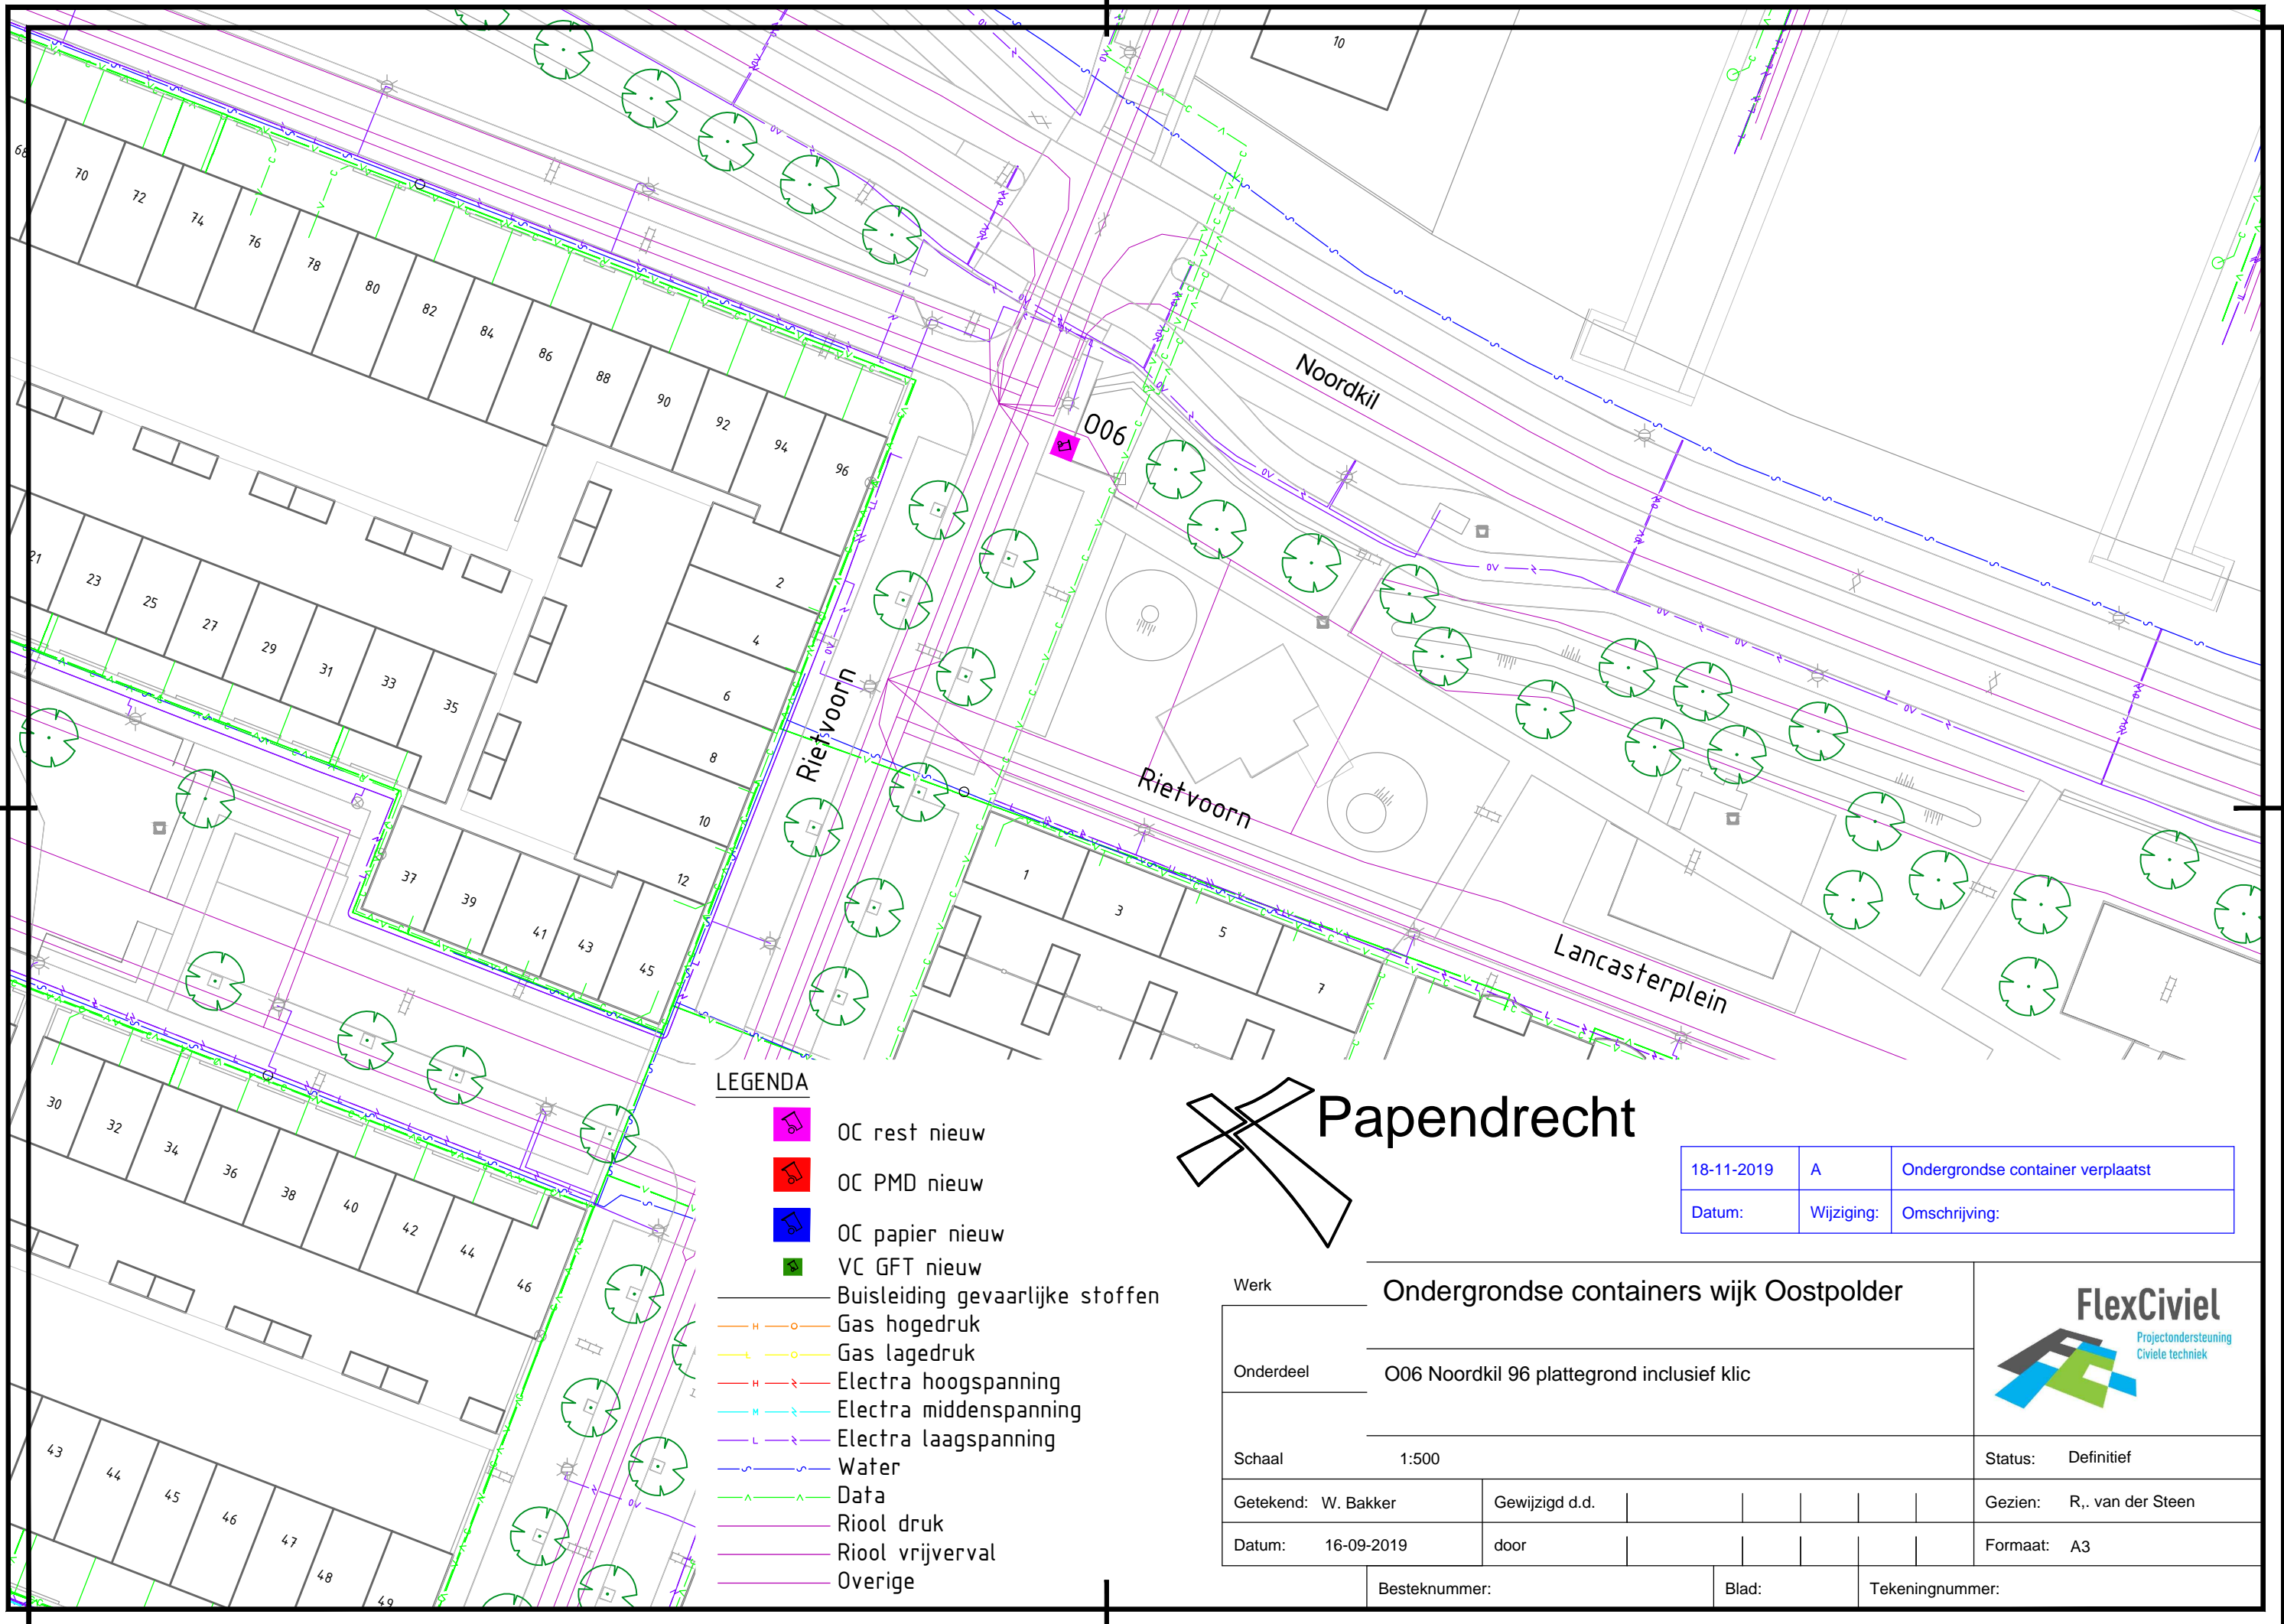 10
68
70
72
74
76
78
80
82
84
86
88
90
92
94
96
O06
Noordkil
21
23
25
27
29
31
33
35
2
4
6
8
10
12
Rietvoorn
Rietvoorn
37
39
41
43
45
1
3
5
7
Lancasterplein
30
32
34
36
38
40
42
44
46
43
44
45
46
47
48
49
LEGENDA
OC rest nieuw
OC PMD nieuw
OC papier nieuw
VC GFT nieuw
Buisleiding gevaarlijke stoffen
Gas hogedruk
Gas lagedruk
Electra hoogspanning
Electra middenspanning
Electra laagspanning
Water
Data
Riool druk
Riool vrijverval
Overige
Papendrecht
18-11-2019 A Ondergrondse container verplaatst
Datum: Wijziging: Omschrijving:
Werk Ondergrondse containers wijk Oostpolder
FlexCiviel
Projectondersteuning
Civiele techniek
Onderdeel O06 Noordkil 96 plattegrond inclusief klic
Schaal 1:500
Status: Definitief
Getekend: W. Bakker Gewijzigd d.d.
Gezien: R,. van der Steen
Datum: 16-09-2019 door
Formaat: A3
Besteknummer: Blad: Tekeningnummer: